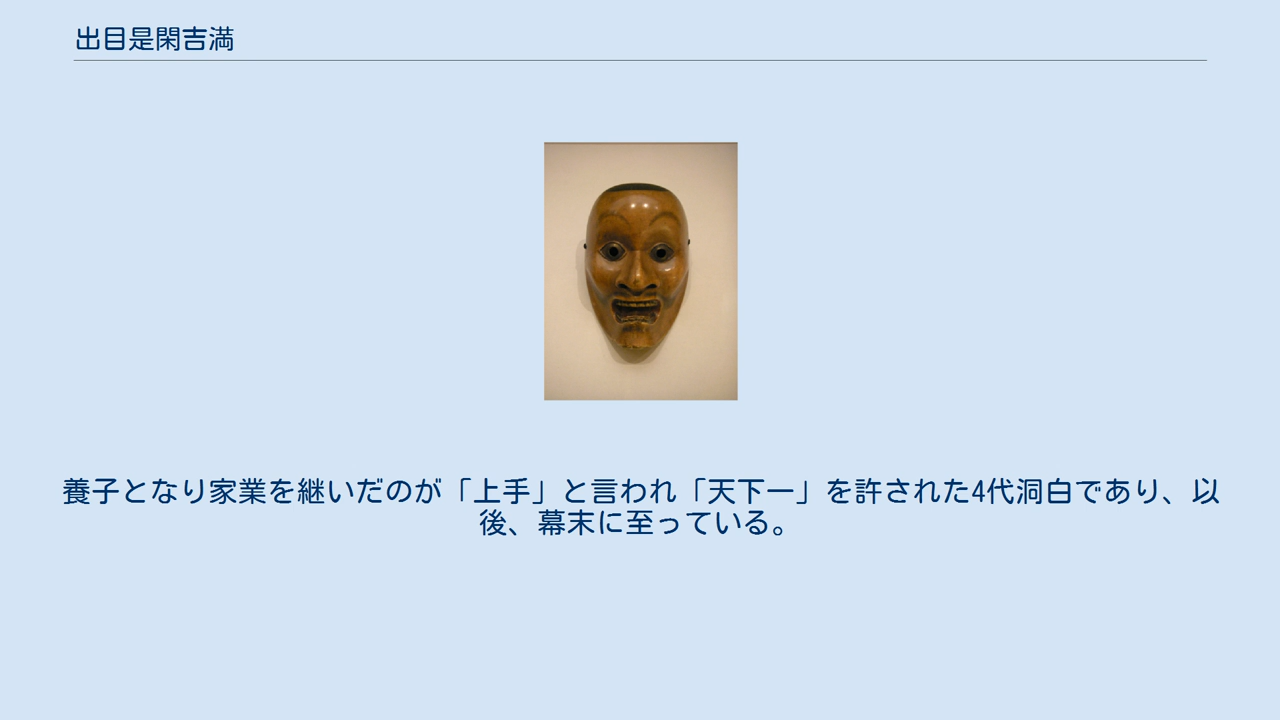 出目是閑吉満
養子となり家業を継いだのが「上手」と言われ「天下一」を許された4代洞白であり、以
後、幕末に至っている。